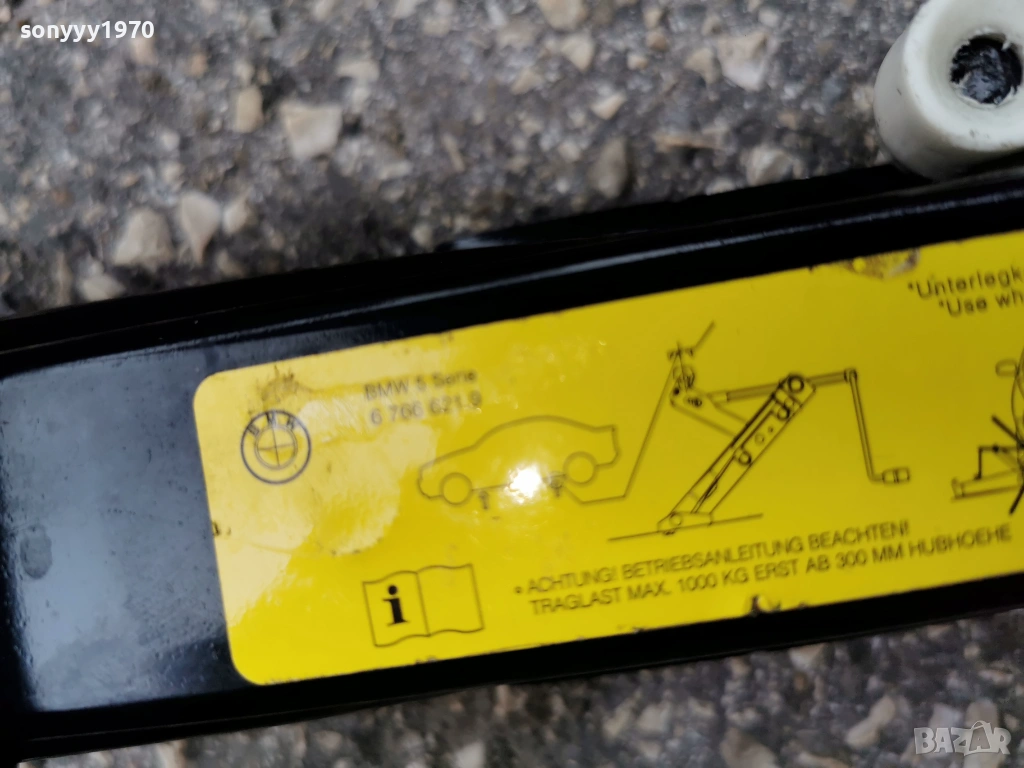 sonyyy1970
*Unterlegk
*Use wh
BMW 5 Serie
6 766 621.9
BMW
i
* ACHTUNG! BETRIEBSANLEITUNG BEACHTEN!
TRAGLAST MAX. 1000 KG ERST AB 300 MM HUBHOEHE
BAZAR